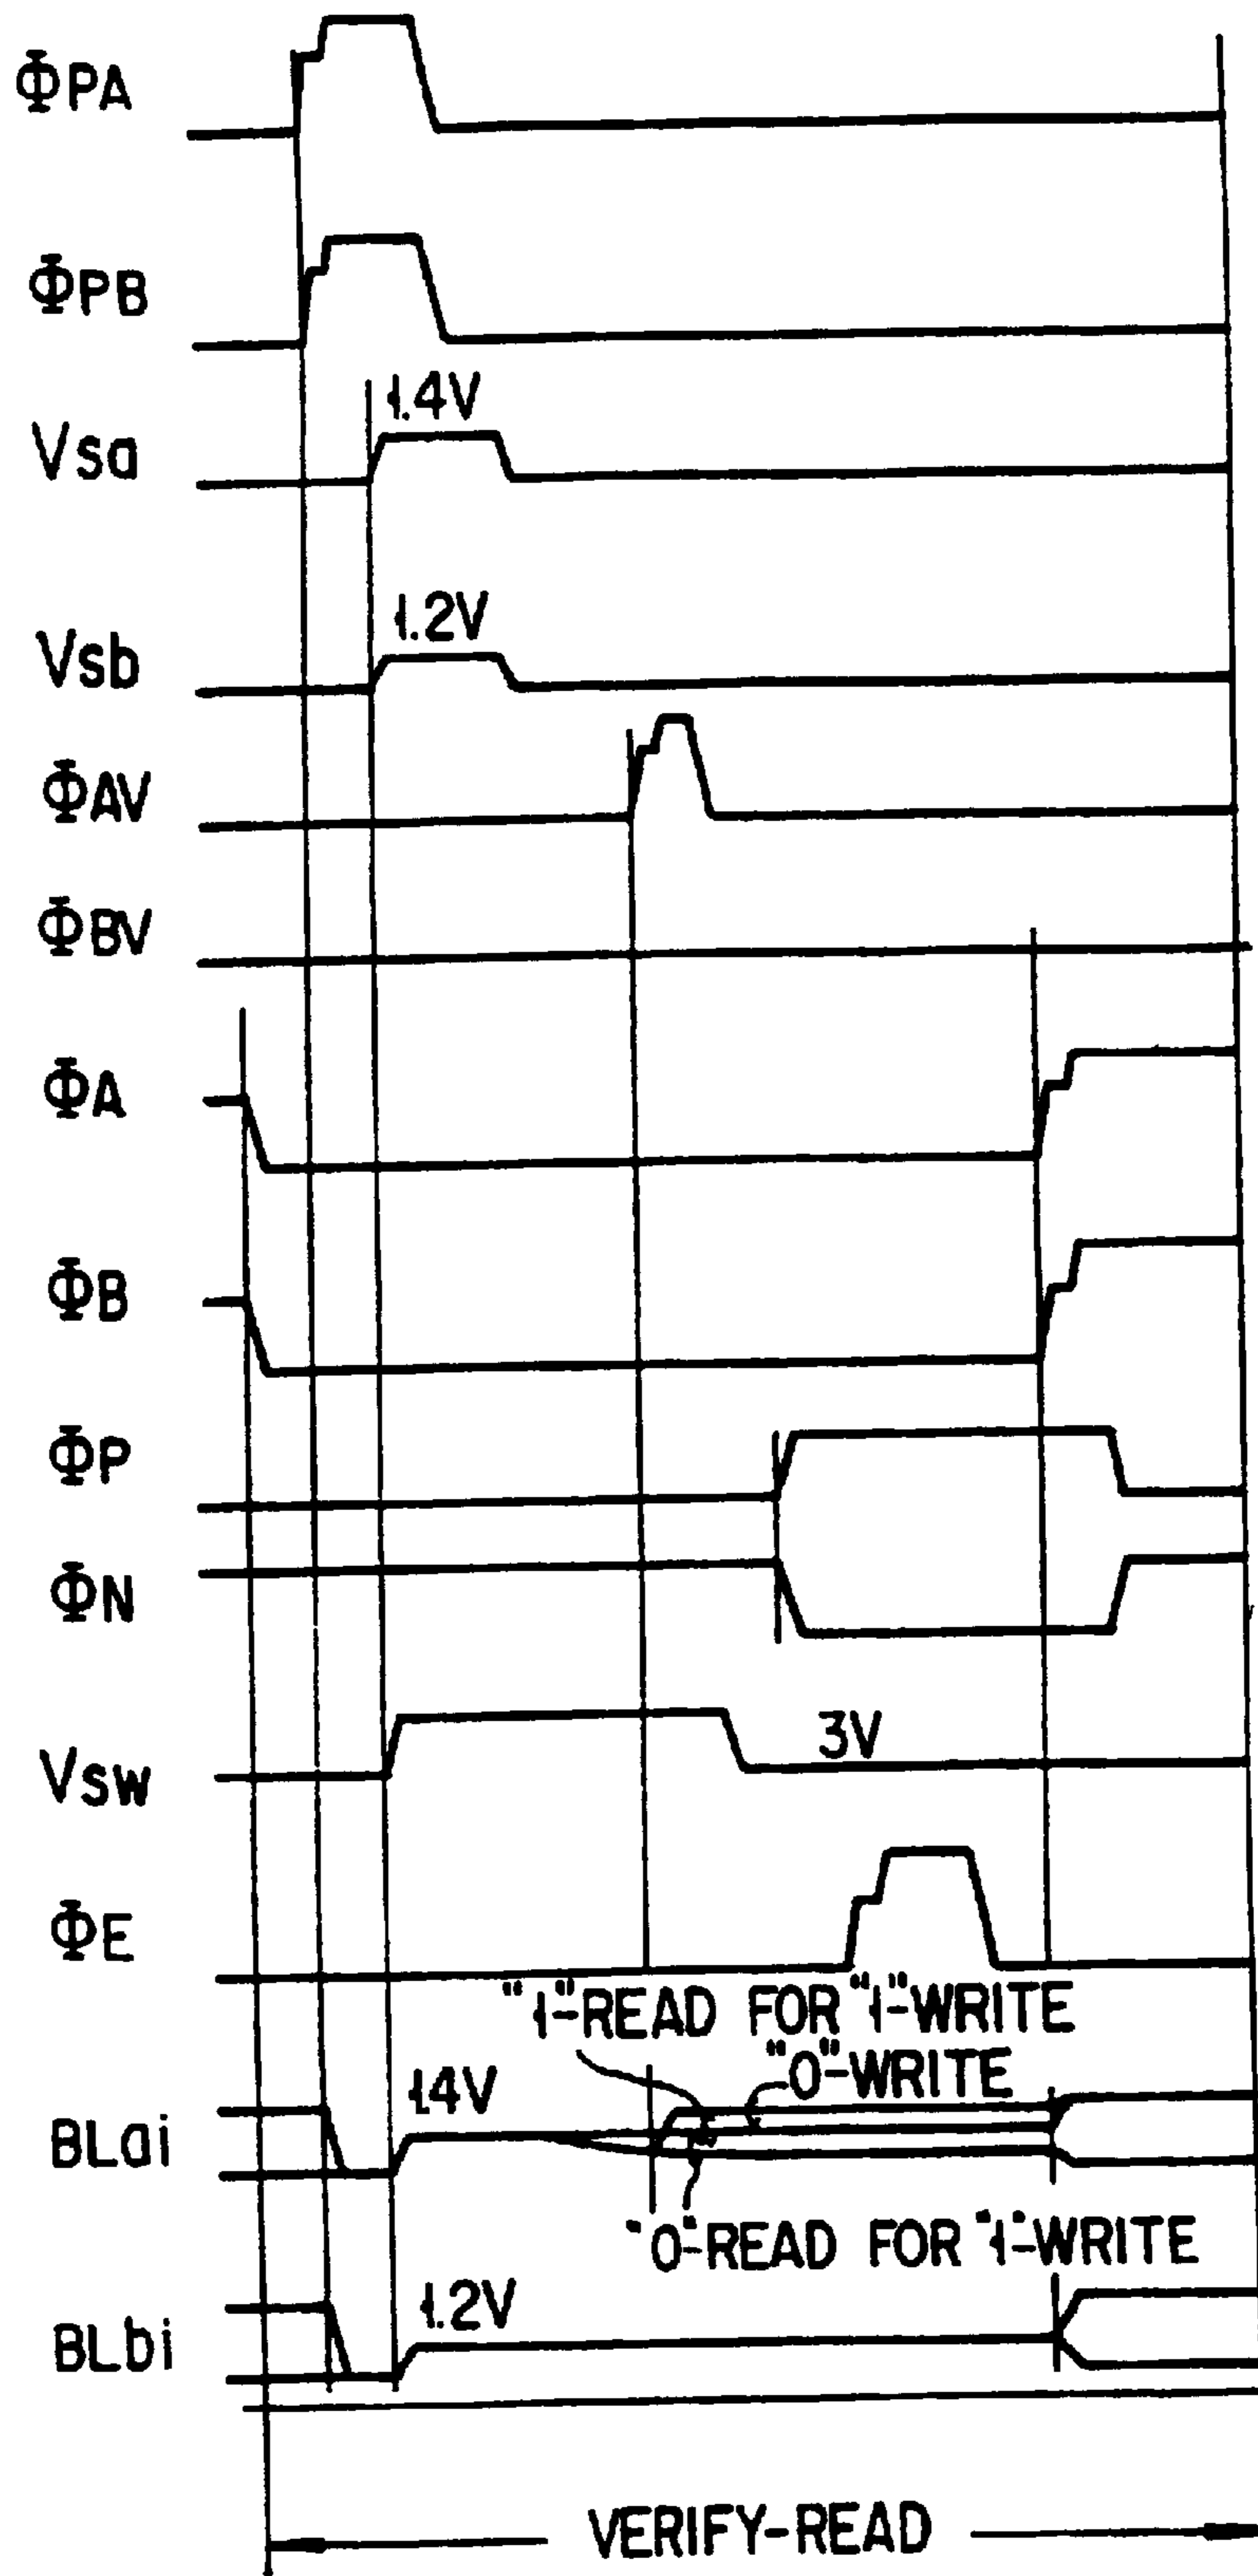 ΦPA
ΦPB
1.4V
Vsa
1.2V
Vsb
ΦAV
ΦBV
ΦA
ΦB
ΦP
ΦN
3V
Vsw
ΦE
"1"-READ FOR "1"-WRITE
"0"-WRITE
1.4V
BLai
"0"-READ FOR "1"-WRITE
1.2V
BLbi
VERIFY-READ